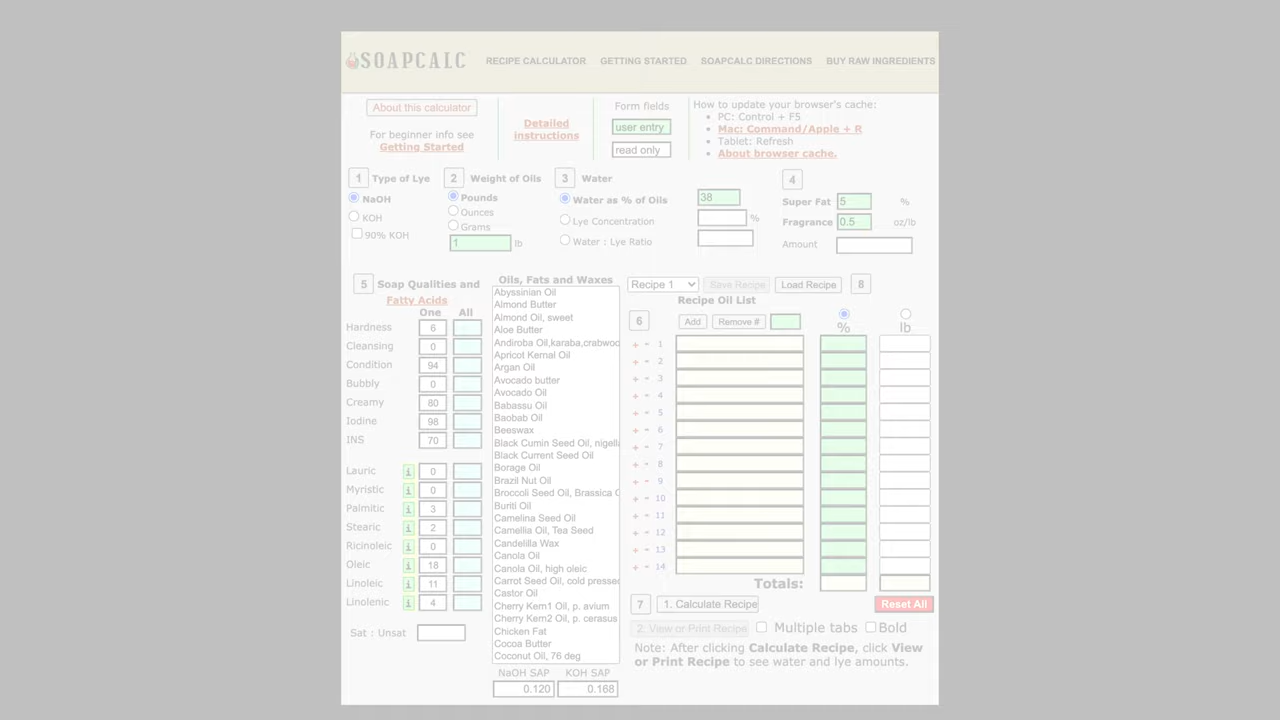 SOAPCALC
RECIPE CALCULATOR GETTING STARTED SOAPCALC DIRECTIONS BUY RAW INGREDIENTS
About this calculator
For beginner info see
Getting Started
Detailed
instructions
Form fields
user entry
read only
How to update your browser's cache:
• PC: Control + F5
• Mac: Command/Apple + R
• Tablet: Refresh
• About browser cache.
1 Type of Lye
NaOH
KOH
90% KOH
2 Weight of Oils
Pounds
Ounces
Grams
1 lb
3 Water
Water as % of Oils 38
Lye Concentration %
Water : Lye Ratio
4
Super Fat 5 %
Fragrance 0.5 oz/lb
Amount
5 Soap Qualities and
Fatty Acids
One All
Hardness 6
Cleansing 0
Condition 94
Bubbly 0
Creamy 80
Iodine 98
INS 70
Lauric i 0
Myristic i 0
Palmitic i 3
Stearic i 2
Ricinoleic i 0
Oleic i 18
Linoleic i 11
Linolenic i 4
Sat : Unsat
Oils, Fats and Waxes
Abyssinian Oil
Almond Butter
Almond Oil, sweet
Aloe Butter
Andiroba Oil,karaba,crabwoo
Apricot Kernal Oil
Argan Oil
Avocado butter
Avocado Oil
Babassu Oil
Baobab Oil
Beeswax
Black Cumin Seed Oil, nigell
Black Current Seed Oil
Borage Oil
Brazil Nut Oil
Broccoli Seed Oil, Brassica O
Buriti Oil
Camelina Seed Oil
Camellia Oil, Tea Seed
Candelilla Wax
Canola Oil
Canola Oil, high oleic
Carrot Seed Oil, cold pressed
Castor Oil
Cherry Kern1 Oil, p. avium
Cherry Kern2 Oil, p. cerasus
Chicken Fat
Cocoa Butter
Coconut Oil, 76 deg
NaOH SAP KOH SAP
0.120 0.168
Recipe 1 Save Recipe Load Recipe 8
Recipe Oil List
6 Add Remove # % lb
+ - 1
+ - 2
+ - 3
+ - 4
+ - 5
+ - 6
+ - 7
+ - 8
+ - 9
+ - 10
+ - 11
+ - 12
+ - 13
+ - 14
Totals:
7 1. Calculate Recipe Reset All
2. View or Print Recipe Multiple tabs Bold
Note: After clicking Calculate Recipe, click View
or Print Recipe to see water and lye amounts.